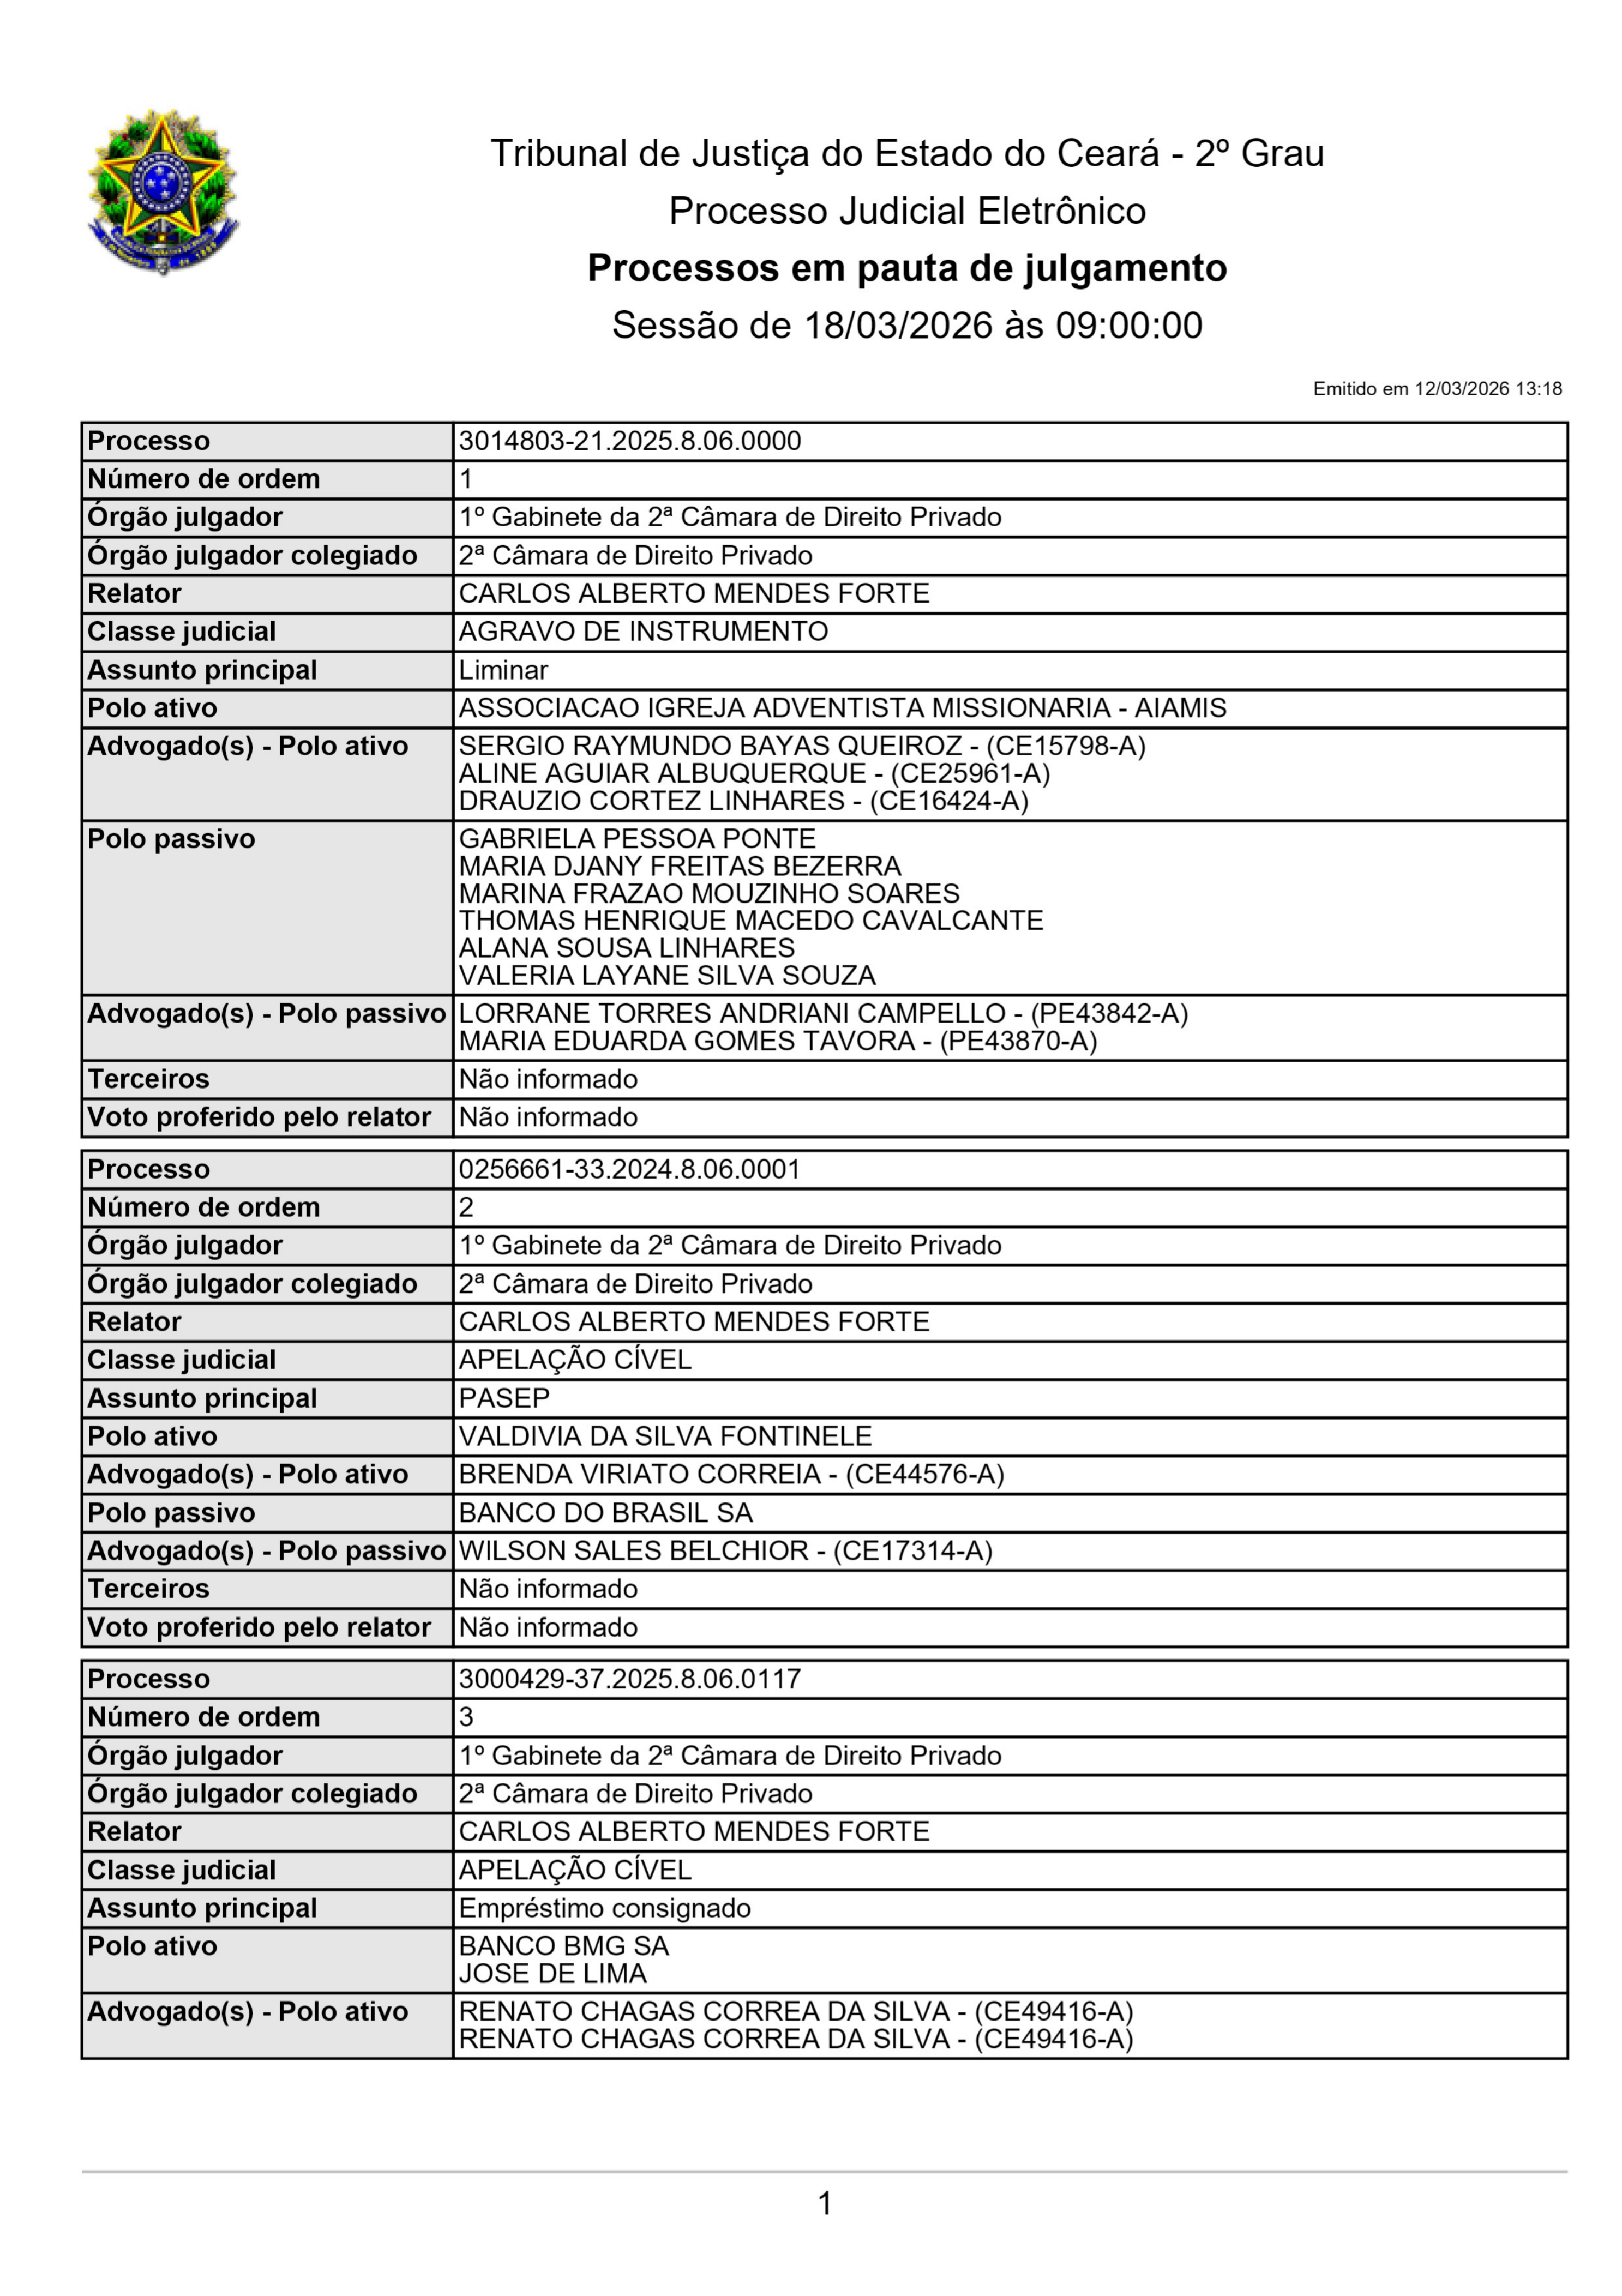 Tribunal de Justiça do Estado do Ceará - 2º Grau
Processo Judicial Eletrônico
Processos em pauta de julgamento
Sessão de 18/03/2026 às 09:00:00
Emitido em 12/03/2026 13:18
Processo 3014803-21.2025.8.06.0000
Número de ordem 1
Órgão julgador 1º Gabinete da 2ª Câmara de Direito Privado
Órgão julgador colegiado 2ª Câmara de Direito Privado
Relator CARLOS ALBERTO MENDES FORTE
Classe judicial AGRAVO DE INSTRUMENTO
Assunto principal Liminar
Polo ativo ASSOCIACAO IGREJA ADVENTISTA MISSIONARIA - AIAMIS
Advogado(s) - Polo ativo SERGIO RAYMUNDO BAYAS QUEIROZ - (CE15798-A)
ALINE AGUIAR ALBUQUERQUE - (CE25961-A)
DRAUZIO CORTEZ LINHARES - (CE16424-A)
Polo passivo GABRIELA PESSOA PONTE
MARIA DJANY FREITAS BEZERRA
MARINA FRAZAO MOUZINHO SOARES
THOMAS HENRIQUE MACEDO CAVALCANTE
ALANA SOUSA LINHARES
VALERIA LAYANE SILVA SOUZA
Advogado(s) - Polo passivo LORRANE TORRES ANDRIANI CAMPELLO - (PE43842-A)
MARIA EDUARDA GOMES TAVORA - (PE43870-A)
Terceiros Não informado
Voto proferido pelo relator Não informado
Processo 0256661-33.2024.8.06.0001
Número de ordem 2
Órgão julgador 1º Gabinete da 2ª Câmara de Direito Privado
Órgão julgador colegiado 2ª Câmara de Direito Privado
Relator CARLOS ALBERTO MENDES FORTE
Classe judicial APELAÇÃO CÍVEL
Assunto principal PASEP
Polo ativo VALDIVIA DA SILVA FONTINELE
Advogado(s) - Polo ativo BRENDA VIRIATO CORREIA - (CE44576-A)
Polo passivo BANCO DO BRASIL SA
Advogado(s) - Polo passivo WILSON SALES BELCHIOR - (CE17314-A)
Terceiros Não informado
Voto proferido pelo relator Não informado
Processo 3000429-37.2025.8.06.0117
Número de ordem 3
Órgão julgador 1º Gabinete da 2ª Câmara de Direito Privado
Órgão julgador colegiado 2ª Câmara de Direito Privado
Relator CARLOS ALBERTO MENDES FORTE
Classe judicial APELAÇÃO CÍVEL
Assunto principal Empréstimo consignado
Polo ativo BANCO BMG SA
JOSE DE LIMA
Advogado(s) - Polo ativo RENATO CHAGAS CORREA DA SILVA - (CE49416-A)
RENATO CHAGAS CORREA DA SILVA - (CE49416-A)
1